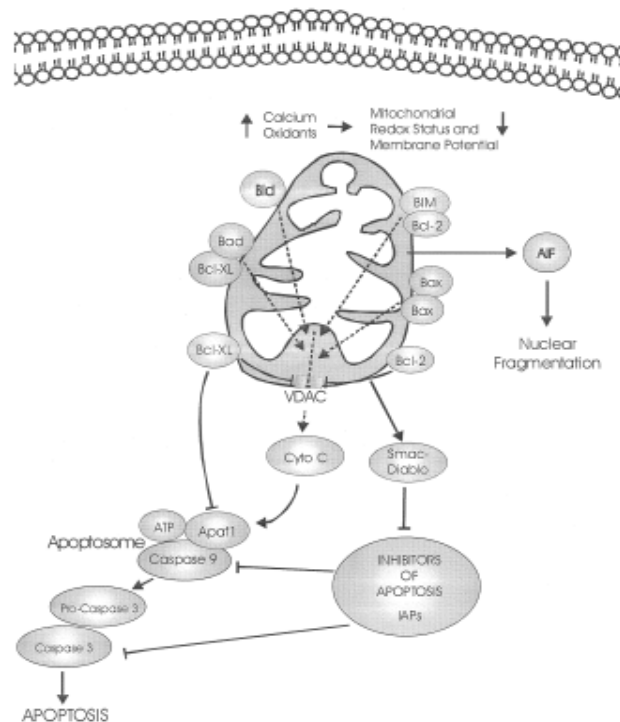 Calcium
Oxidants
Mitochondrial
Redox Status and
Membrane Potential
Bid
BIM
Bcl-2
Bad
Bcl-XL
AIF
Bax
Bax
Nuclear
Fragmentation
Bcl-XL
Bcl-2
VDAC
Cyto C
Smac-
Diablo
ATP
Apaf1
Apoptosome
Caspase 9
INHIBITORS
OF
APOPTOSIS
IAPs
Pro-Caspase 3
Caspase 3
APOPTOSIS